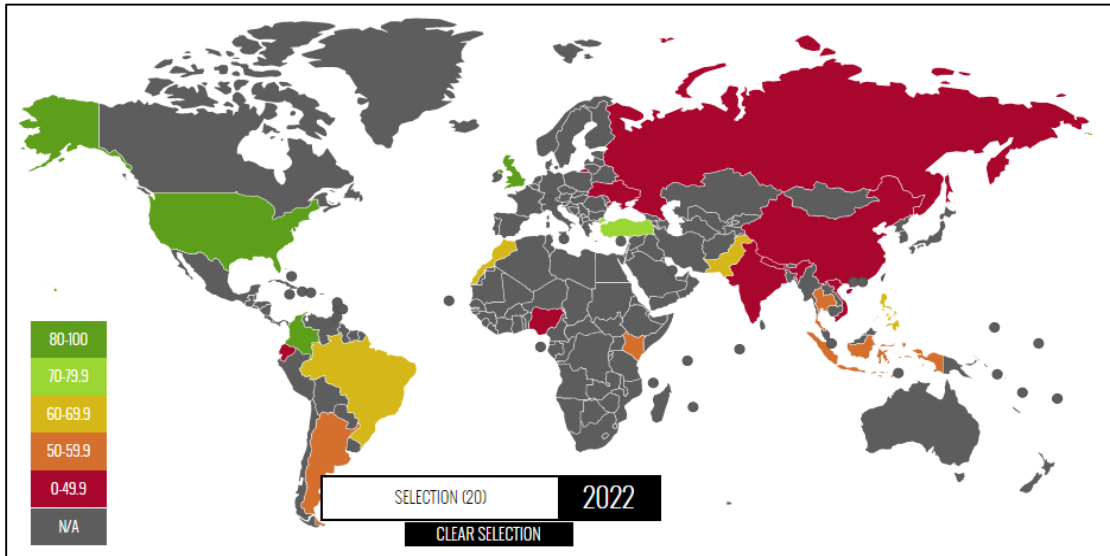 80-100
70-79.9
60-69.9
50-59.9
0-49.9
N/A
SELECTION (20)
2022
CLEAR SELECTION